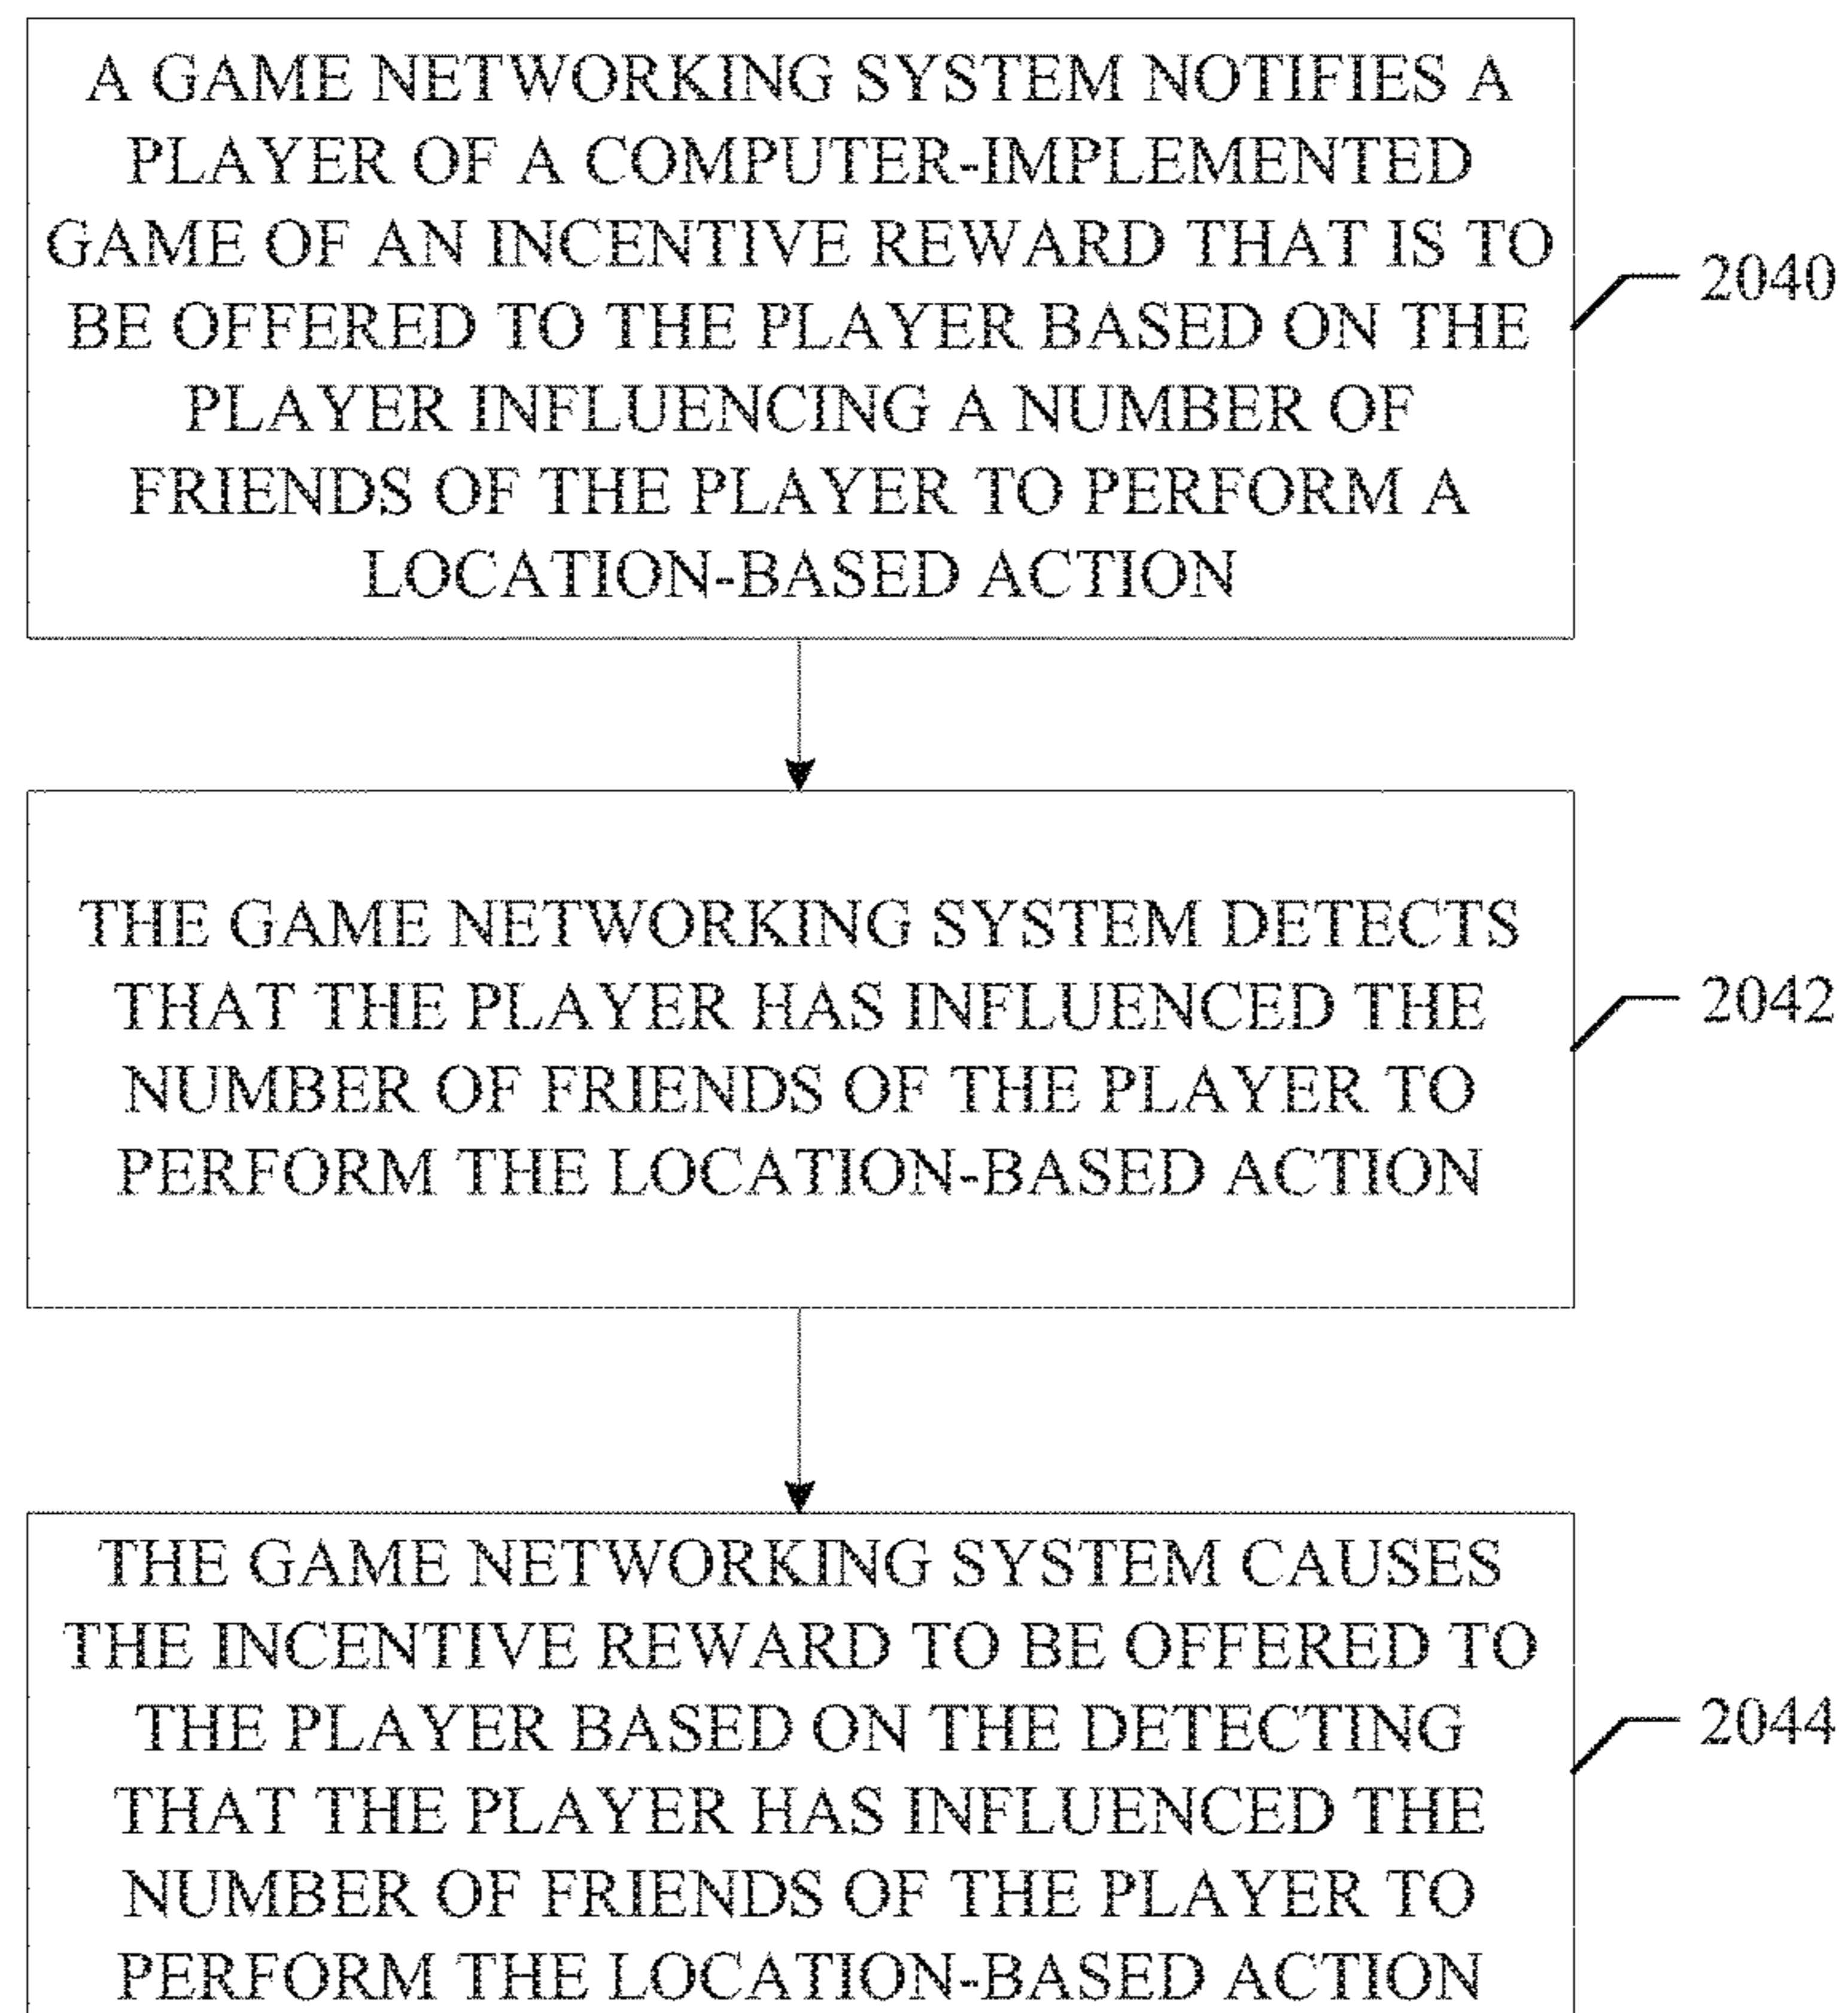 A GAME NETWORKING SYSTEM NOTIFIES A
PLAYER OF A COMPUTER-IMPLEMENTED
GAME OF AN INCENTIVE REWARD THAT IS TO
BE OFFERED TO THE PLAYER BASED ON THE
PLAYER INFLUENCING A NUMBER OF
FRIENDS OF THE PLAYER TO PERFORM A
LOCATION-BASED ACTION
2040
THE GAME NETWORKING SYSTEM DETECTS
THAT THE PLAYER HAS INFLUENCED THE
NUMBER OF FRIENDS OF THE PLAYER TO
PERFORM THE LOCATION-BASED ACTION
2042
THE GAME NETWORKING SYSTEM CAUSES
THE INCENTIVE REWARD TO BE OFFERED TO
THE PLAYER BASED ON THE DETECTING
THAT THE PLAYER HAS INFLUENCED THE
NUMBER OF FRIENDS OF THE PLAYER TO
PERFORM THE LOCATION-BASED ACTION
2044